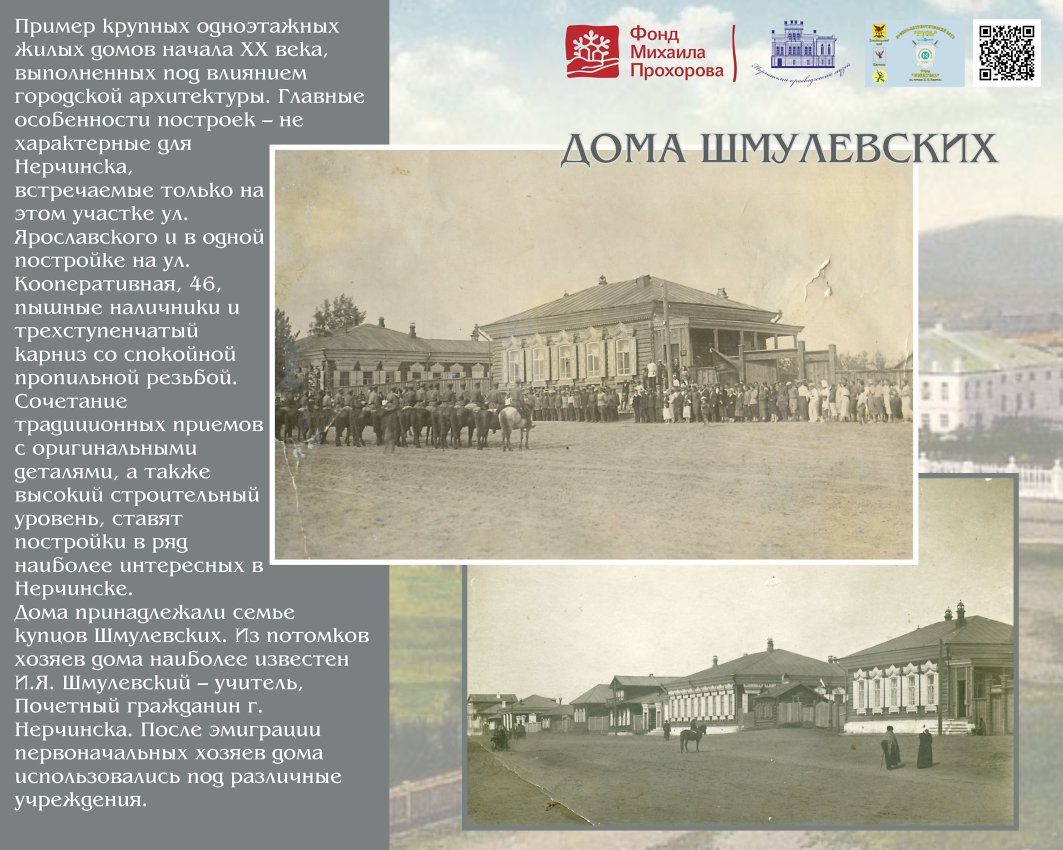 Пример крупных одноэтажных
жилых домов начала XX века,
выполненных под влиянием
городской архитектуры. Главные
особенности построек – не
характерные для
Нерчинска,
встречаемые только на
этом участке ул.
Ярославского и в одной
постройке на ул.
Кооперативная, 46,
пышные наличники и
трехступенчатый
карниз со спокойной
пропильной резьбой.
Сочетание
традиционных приемов
с оригинальными
деталями, а также
высокий строительный
уровень, ставят
постройки в ряд
наиболее интересных в
Нерчинске.
Дома принадлежали семье
купцов Шмулевских. Из потомков
хозяев дома наиболее известен
И.Я. Шмулевский – учитель,
Почетный гражданин г.
Нерчинска. После эмиграции
первоначальных хозяев дома
использовались под различные
учреждения.
Фонд
Михаила
Прохорова
ДОМА ШМУЛЕВСКИХ